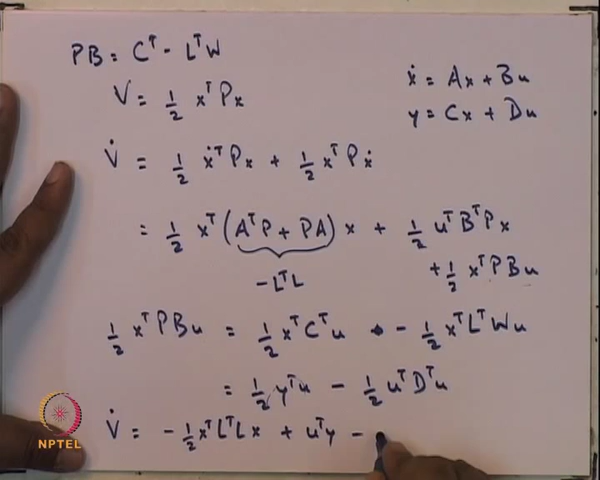 PB = Cᵀ - LᵀW
V = 1/2 xᵀPx
ẋ = Ax + Bu
y = Cx + Du
V̇ = 1/2 ẋᵀPx + 1/2 xᵀPẋ
= 1/2 xᵀ(AᵀP + PA)x + 1/2 uᵀBᵀPx
+ 1/2 xᵀPBu
-LᵀL
1/2 xᵀPBu = 1/2 xᵀCᵀu - 1/2 xᵀLᵀWu
= 1/2 yᵀu - 1/2 uᵀDᵀu
V̇ = -1/2 xᵀLᵀLx + uᵀy -
NPTEL